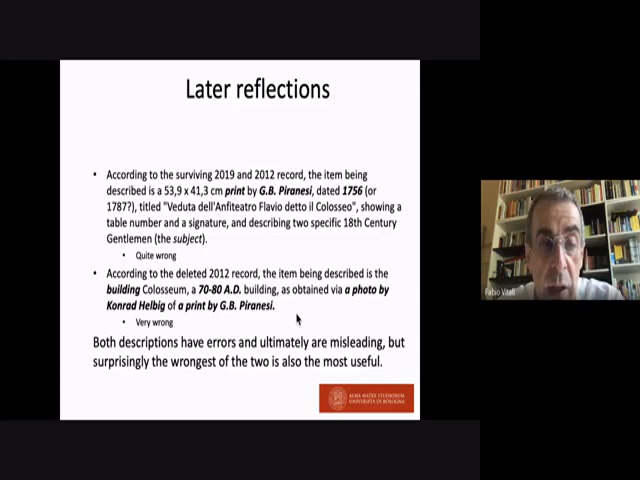 Later reflections
• According to the surviving 2019 and 2012 record, the item being
described is a 53,9 x 41,3 cm print by G.B. Piranesi, dated 1756 (or
1787?), titled "Veduta dell'Anfiteatro Flavio detto il Colosseo", showing a
table number and a signature, and describing two specific 18th Century
Gentlemen (the subject).
• Quite wrong
• According to the deleted 2012 record, the item being described is the
building Colosseum, a 70-80 A.D. building, as obtained via a photo by
Konrad Helbig of a print by G.B. Piranesi.
• Very wrong
Both descriptions have errors and ultimately are misleading, but
surprisingly the wrongest of the two is also the most useful.
ALMA MATER STUDIORUM
UNIVERSITÀ DI BOLOGNA
Fabio Vitali